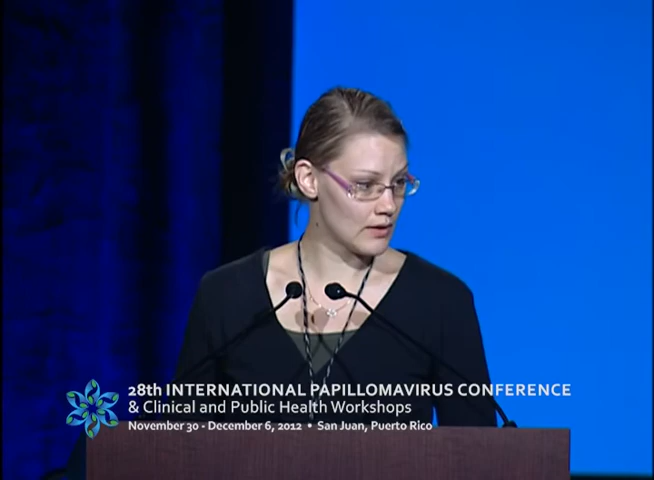 28th INTERNATIONAL PAPILLOMAVIRUS CONFERENCE
& Clinical and Public Health Workshops
November 30 - December 6, 2012 • San Juan, Puerto Rico